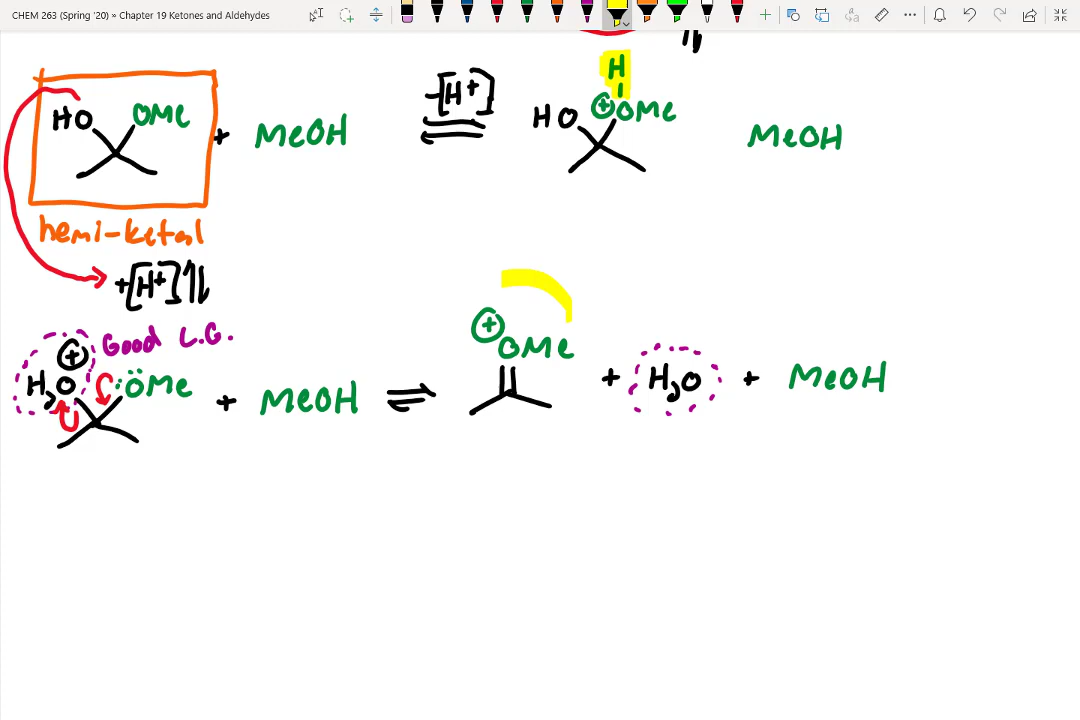 CHEM 263 (Spring '20) » Chapter 19 Ketones and Aldehydes
H
HO OMe + MeOH -[H+] HO ⊕OMe MeOH
hemi-ketal
+[H+]
⊕ Good L.G. ⊕
H2O :ÖMe + MeOH ⇌ OMe + H2O + MeOH